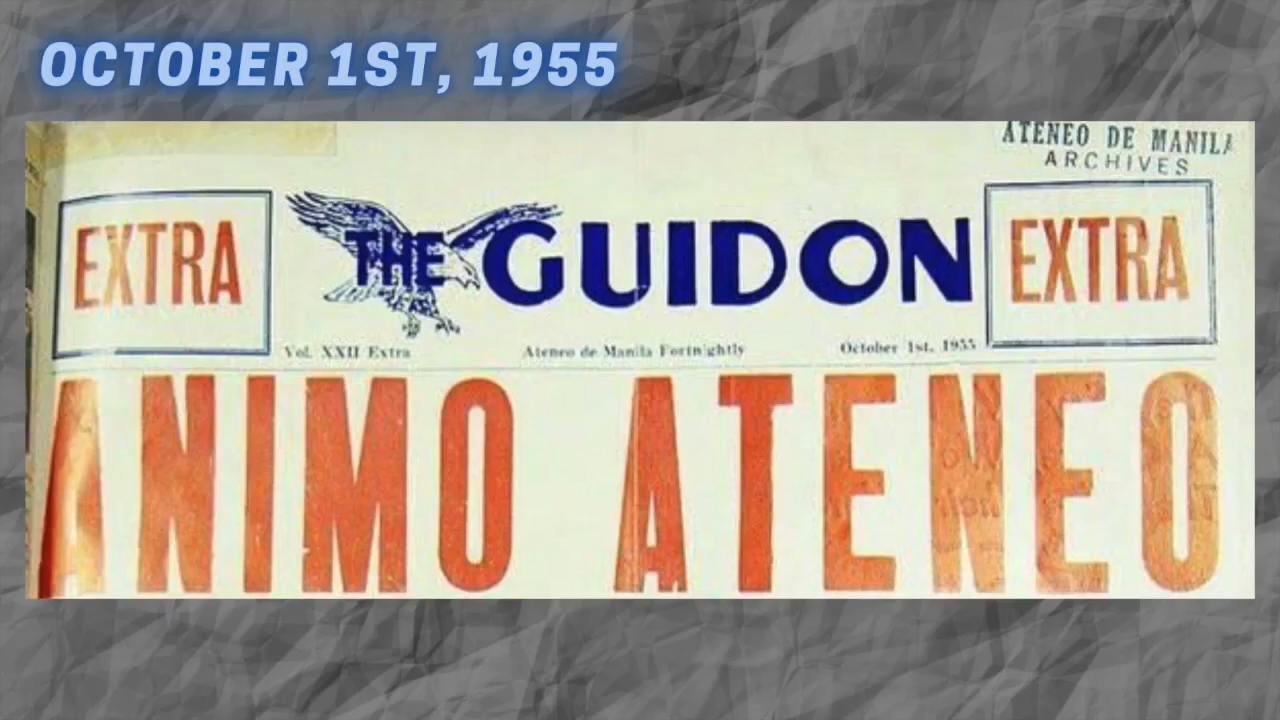 OCTOBER 1ST, 1955
ATENEO DE MANILA
ARCHIVES
EXTRA THE GUIDON EXTRA
Vol. XXII Extra Ateneo de Manila Fortnightly October 1st, 1955
ANIMO ATENEO